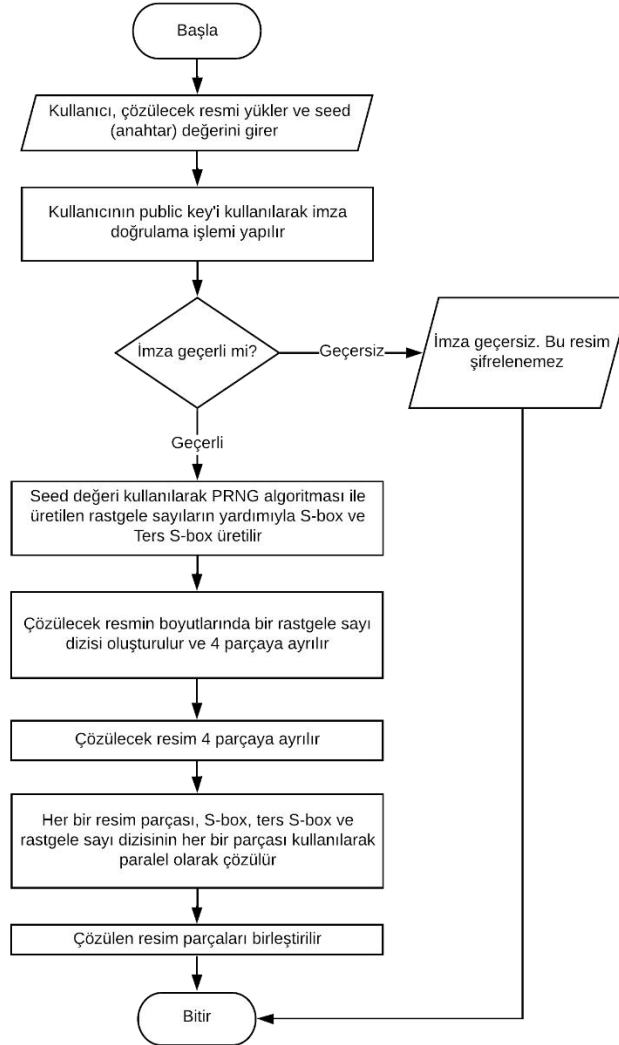 Başla
Kullanıcı, çözülecek resmi yükler ve seed
(anahtar) değerini girer
Kullanıcının public key'i kullanılarak imza
doğrulama işlemi yapılır
İmza geçerli mi?
Geçersiz
İmza geçersiz. Bu resim
şifrelenemez
Geçerli
Seed değeri kullanılarak PRNG algoritması ile
üretilen rastgele sayıların yardımıyla S-box ve
Ters S-box üretilir
Çözülecek resmin boyutlarında bir rastgele sayı
dizisi oluşturulur ve 4 parçaya ayrılır
Çözülecek resim 4 parçaya ayrılır
Her bir resim parçası, S-box, ters S-box ve
rastgele sayı dizisinin her bir parçası kullanılarak
paralel olarak çözülür
Çözülen resim parçaları birleştirilir
Bitir